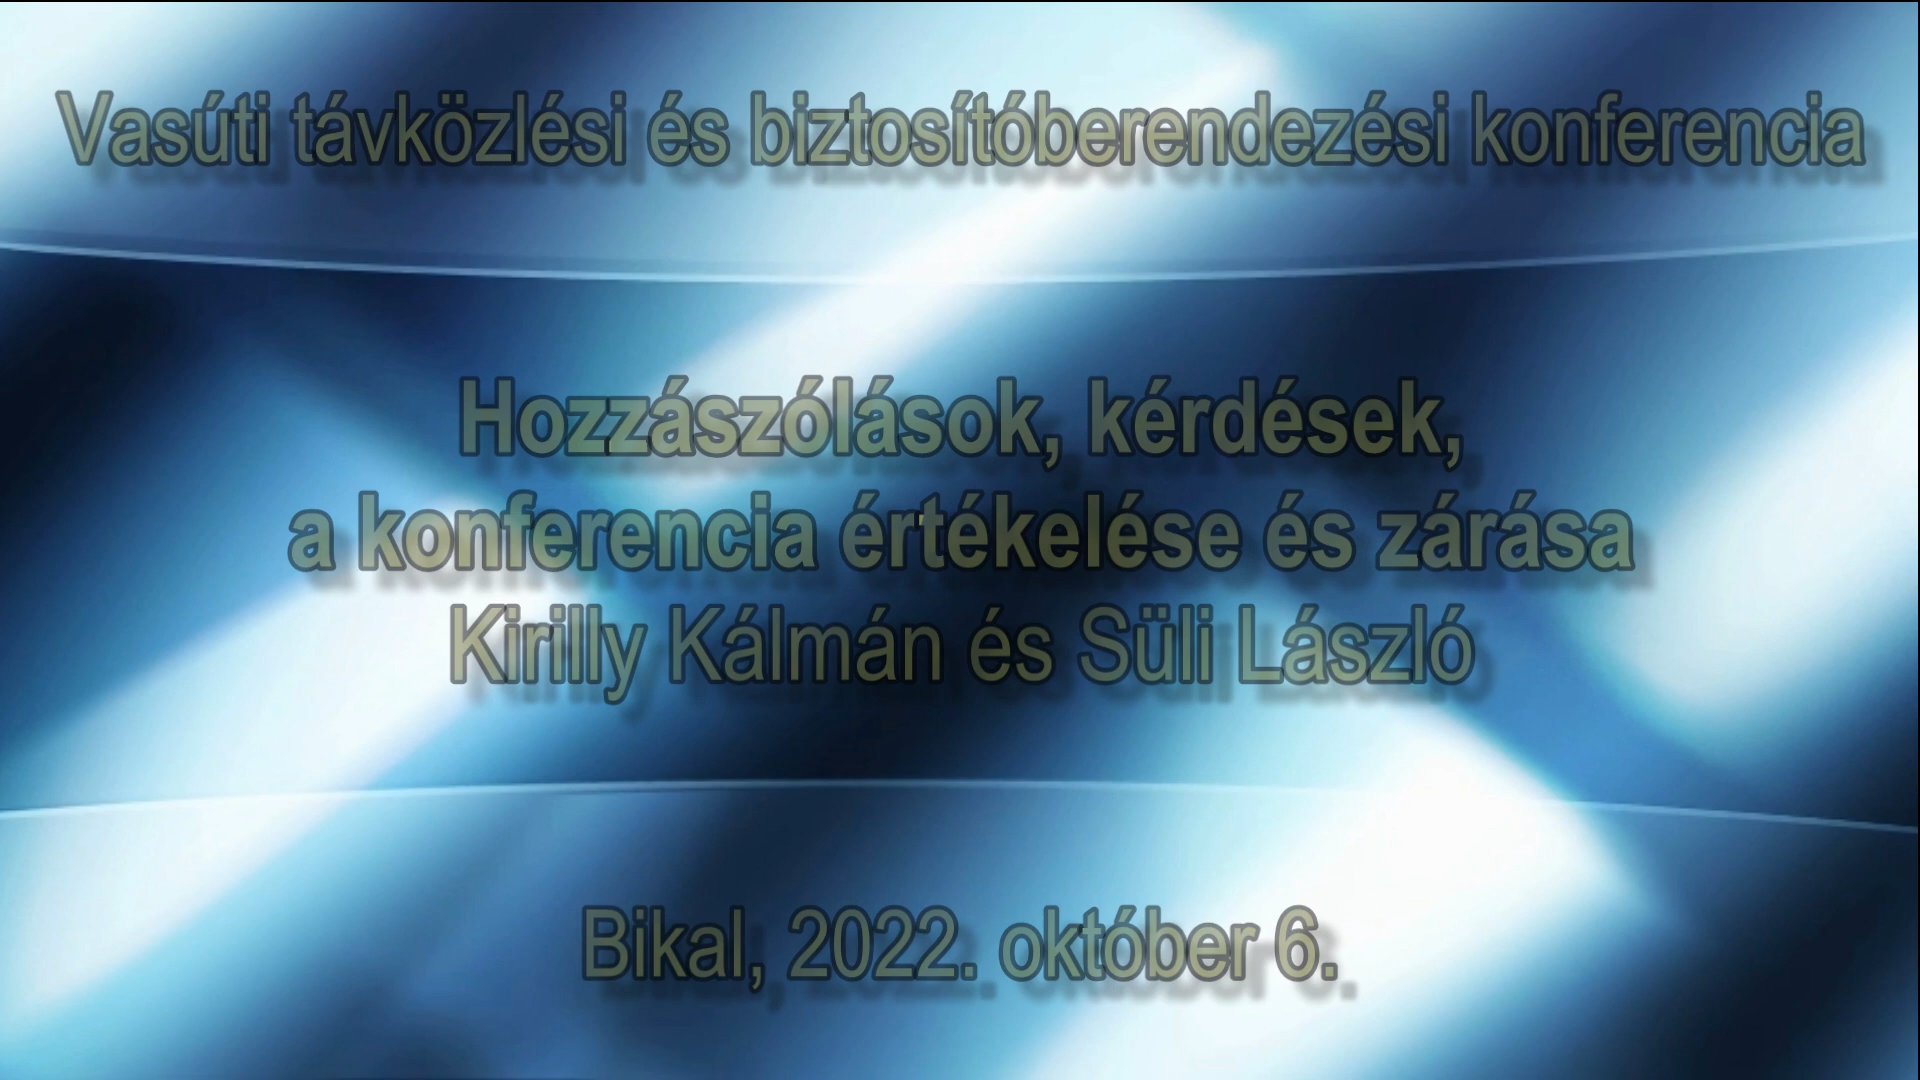 Vasúti távközlési és biztosítóberendezési konferencia
Hozzászólások, kérdések,
a konferencia értékelése és zárása
Kirilly Kálmán és Süli László
Bikal, 2022. október 6.